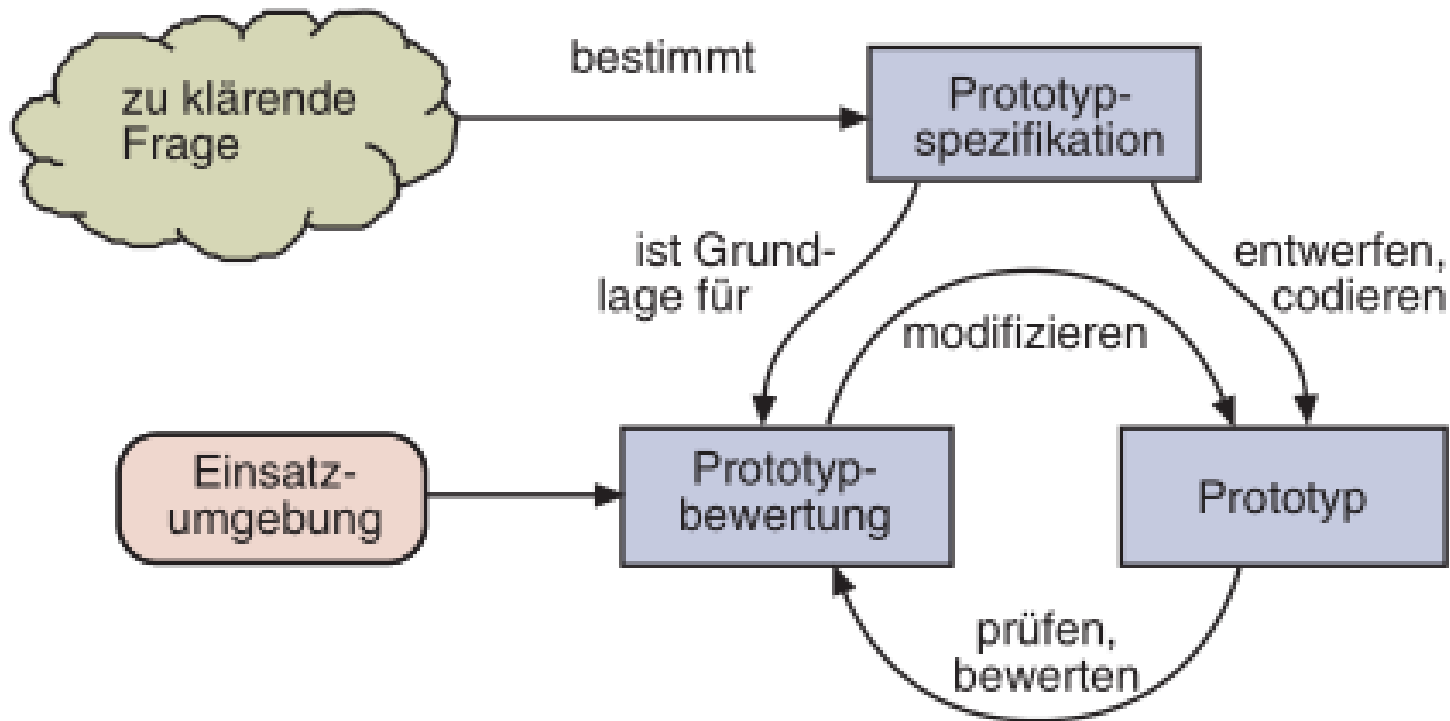 zu klärende
Frage
bestimmt
Prototyp-
spezifikation
ist Grund-
lage für
entwerfen,
codieren
modifizieren
Einsatz-
umgebung
Prototyp-
bewertung
Prototyp
prüfen,
bewerten